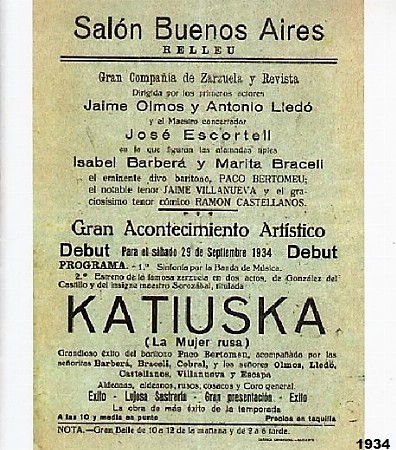 Salón Buenos Aires
RELLEU
Gran Compañia de Zarzuela y Revista
Dirigida por los primeros actores
Jaime Olmos y Antonio Lledó
y el Maestro concertador
José Escortell
en la que figuran las afamadas tiples
Isabel Barberá y Marita Bracell
el eminente divo barítono, PACO BERTOMEU;
el notable tenor JAIME VILLANUEVA y el gra-
ciosísimo tenor cómico RAMON CASTELLANOS.
Gran Acontecimiento Artístico
Debut Para el sábado 29 de Septiembre 1934 Debut
PROGRAMA. - 1.º Sinfonía por la Banda de Música.
2.º Estreno de la famosa zarzuela en dos actos, de González del
Castillo y del insigne maestro Sorozábal, titulada
KATIUSKA
(La Mujer rusa)
Grandioso éxito del barítono Paco Bertomeu, acompañado por las
señoritas Barberá, Bracell, Cebral, y los señores Olmos, Lledó,
Castellanos, Villanueva y Escapa
Aldeanas, aldeanos, rusos, cosacos y Coro general.
Exito - Lujosa Sastrería - Gran presentación - Exito
La obra de más éxito de la temporada
A las 10 y media en punto Precios en taquilla
NOTA.-Gran Baile de 10 a 12 de la mañana y de 2 a 6 tarde.
1934